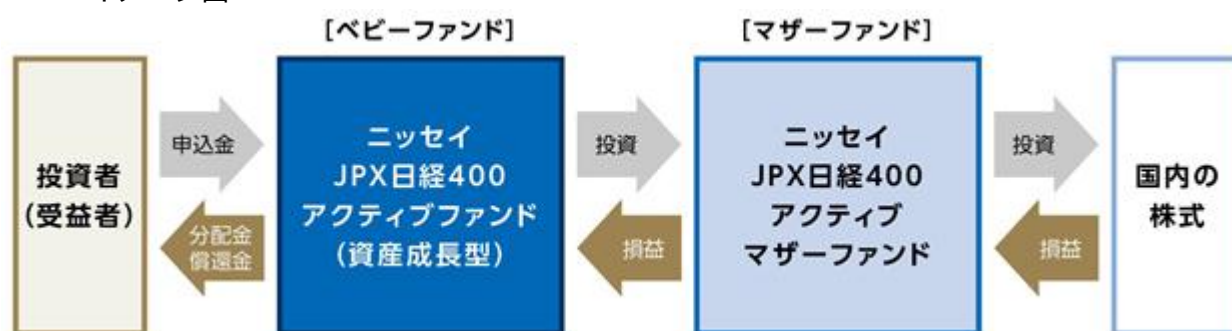 [ベビーファンド]
[マザーファンド]
投資者
(受益者)
申込金
分配金
償還金
ニッセイ
JPX日経400
アクティブファンド
(資産成長型)
投資
損益
ニッセイ
JPX日経400
アクティブ
マザーファンド
投資
損益
国内の
株式